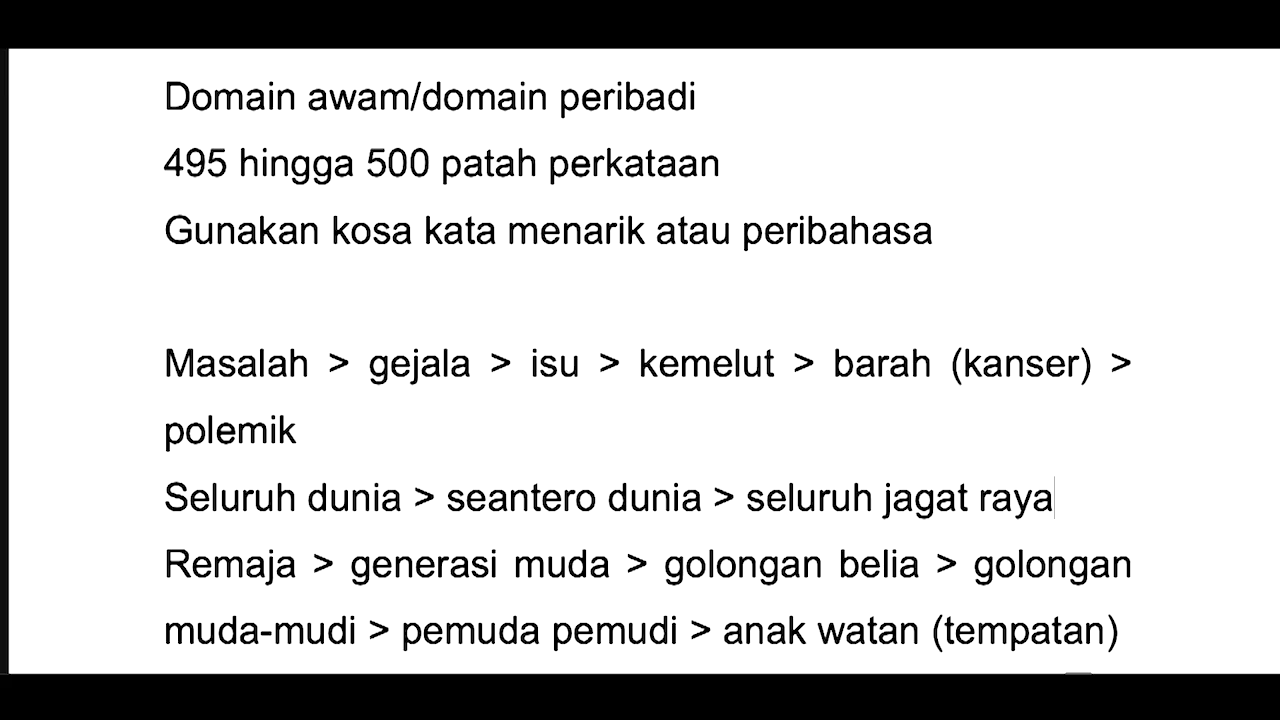 Domain awam/domain peribadi
495 hingga 500 patah perkataan
Gunakan kosa kata menarik atau peribahasa
Masalah > gejala > isu > kemelut > barah (kanser) >
polemik
Seluruh dunia > seantero dunia > seluruh jagat raya
Remaja > generasi muda > golongan belia > golongan
muda-mudi > pemuda pemudi > anak watan (tempatan)